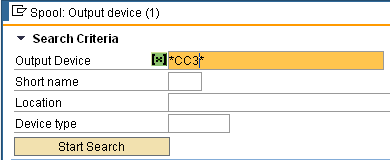 Spool: Output device (1)
Search Criteria
Output Device *CC3*
Short name
Location
Device type
Start Search